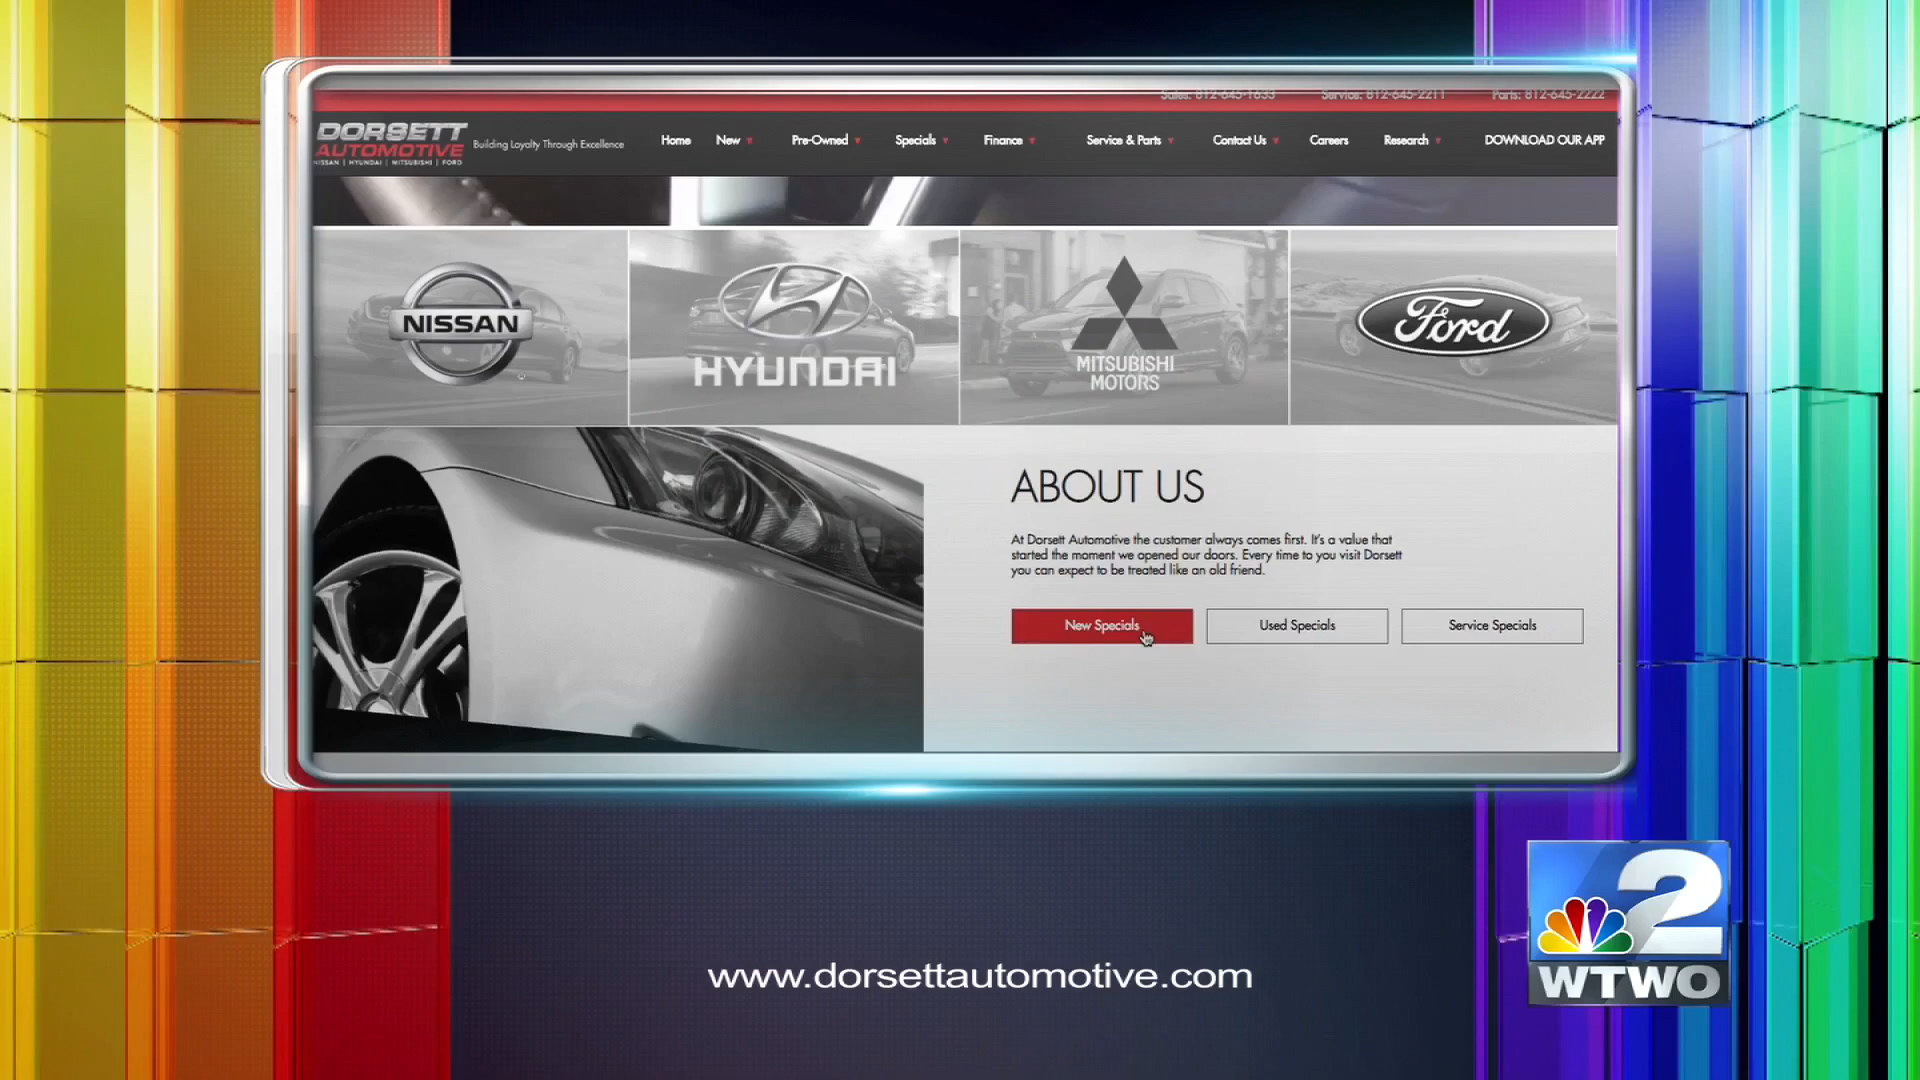 Sales: 812-645-1633 Service: 812-645-2211 Parts: 812-645-2222
DORSETT
AUTOMOTIVE
NISSAN | HYUNDAI | MITSUBISHI | FORD
Building Loyalty Through Excellence
Home New Pre-Owned Specials Finance Service & Parts Contact Us Careers Research DOWNLOAD OUR APP
NISSAN
HYUNDAI
MITSUBISHI
MOTORS
Ford
ABOUT US
At Dorsett Automotive the customer always comes first. It's a value that
started the moment we opened our doors. Every time to you visit Dorsett
you can expect to be treated like an old friend.
New Specials Used Specials Service Specials
2
WTWO
www.dorsettautomotive.com